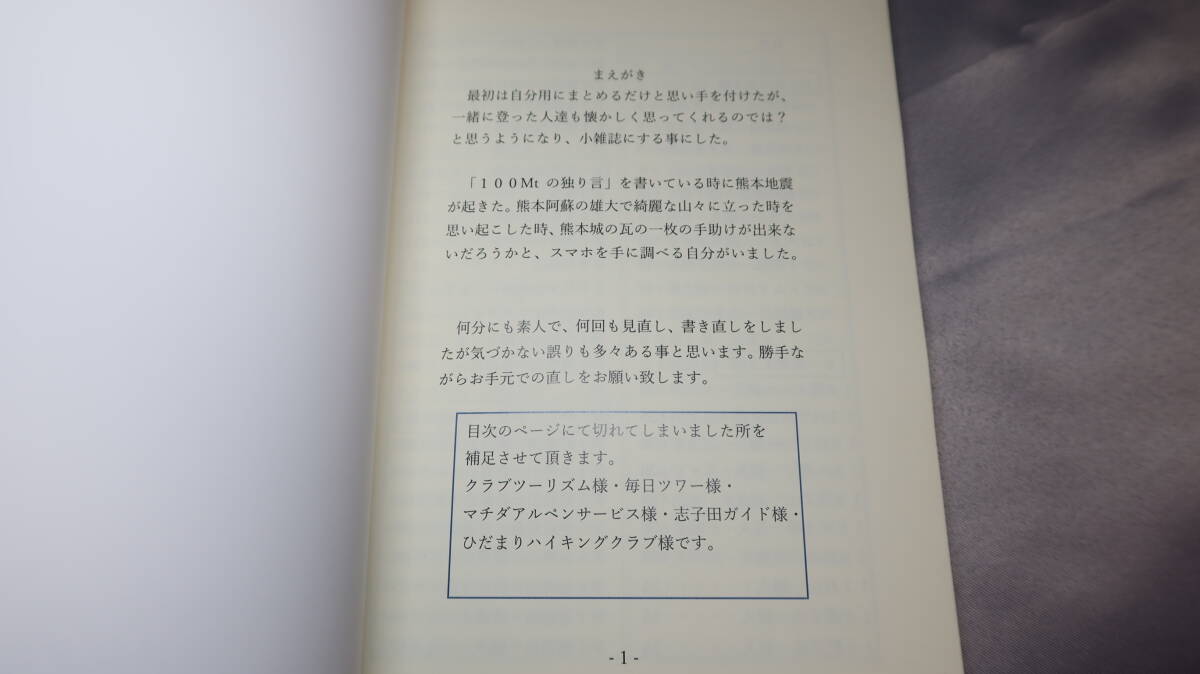 まえがき
最初は自分用にまとめるだけと思い手を付けたが、
一緒に登った人達も懐かしく思ってくれるのでは？
と思うようになり、小雑誌にする事にした。
「１００Mt の独り言」を書いている時に熊本地震
が起きた。熊本阿蘇の雄大で綺麗な山々に立った時を
思い起こした時、熊本城の瓦の一枚の手助けが出来な
いだろうかと、スマホを手に調べる自分がいました。
何分にも素人で、何回も見直し、書き直しをしまし
たが気づかない誤りも多々ある事と思います。勝手な
がらお手元での直しをお願い致します。
目次のページにて切れてしまいました所を
補足させて頂きます。
クラブツーリズム様・毎日ツワー様・
マチダアルペンサービス様・志子田ガイド様・
ひだまりハイキングクラブ様です。
- 1 -